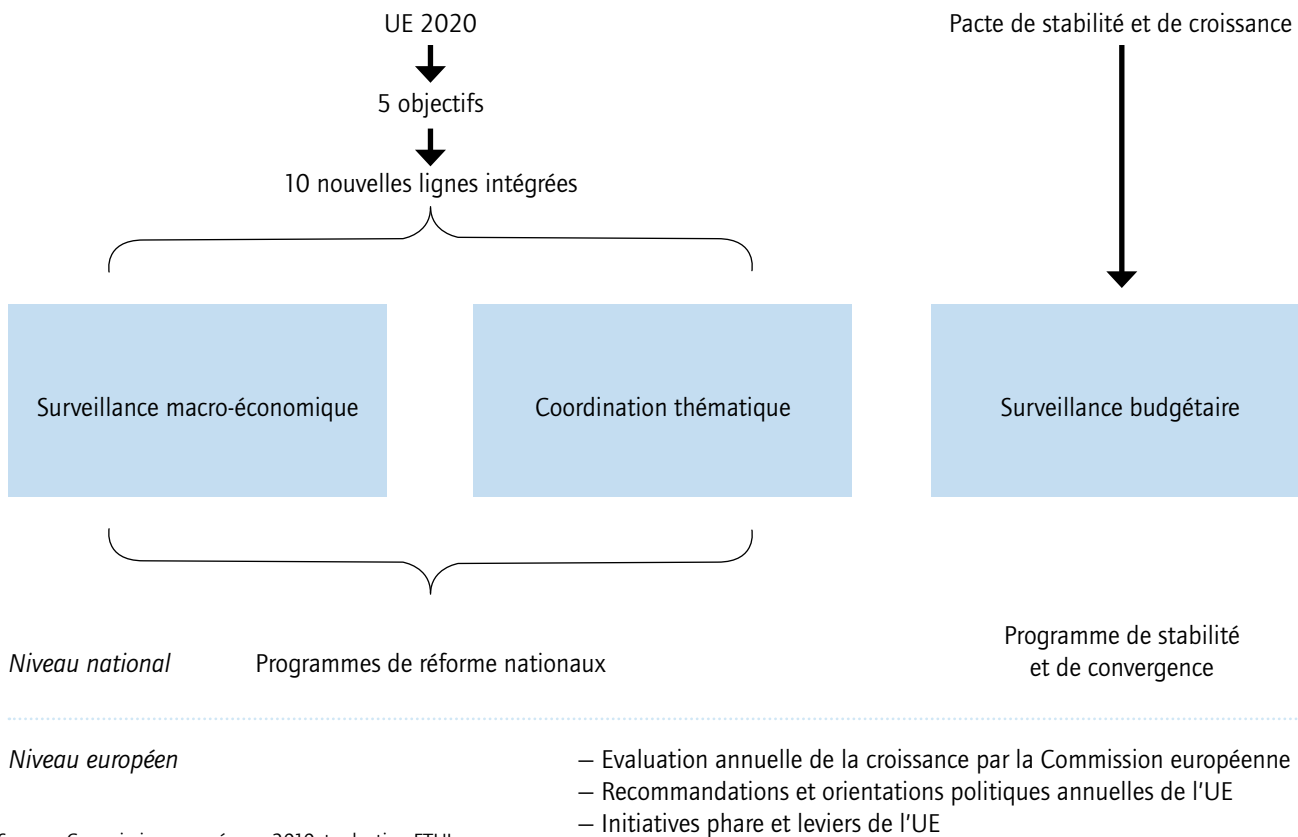 UE 2020
Pacte de stabilité et de croissance
5 objectifs
10 nouvelles lignes intégrées
Surveillance macro-économique
Coordination thématique
Surveillance budgétaire
Niveau national
Programmes de réforme nationaux
Programme de stabilité
et de convergence
Niveau européen
— Evaluation annuelle de la croissance par la Commission européenne
— Recommandations et orientations politiques annuelles de l'UE
— Initiatives phare et leviers de l'UE